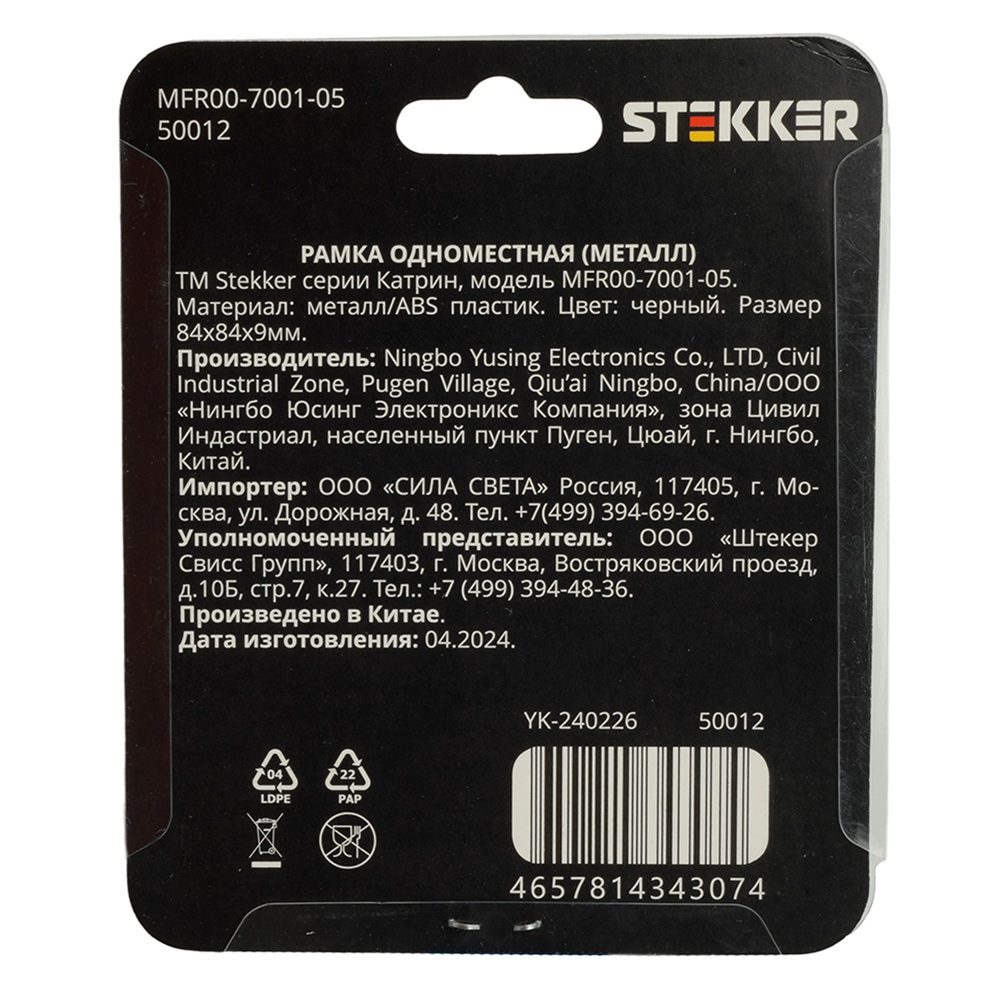 MFR00-7001-05
50012
STEKKER
РАМКА ОДНОМЕСТНАЯ (МЕТАЛЛ)
ТМ Stekker серии Катрин, модель MFR00-7001-05.
Материал: металл/ABS пластик. Цвет: черный. Размер
84х84х9мм.
Производитель: Ningbo Yusing Electronics Co., LTD, Civil
Industrial Zone, Pugen Village, Qiu’ai Ningbo, China/ООО
«Нингбо Юсинг Электроникс Компания», зона Цивил
Индастриал, населенный пункт Пуген, Цюай, г. Нингбо,
Китай.
Импортер: ООО «СИЛА СВЕТА» Россия, 117405, г. Мо-
сква, ул. Дорожная, д. 48. Тел. +7(499) 394-69-26.
Уполномоченный представитель: ООО «Штекер
Свисс Групп», 117403, г. Москва, Востряковский проезд,
д.10Б, стр.7, к.27. Тел.: +7 (499) 394-48-36.
Произведено в Китае.
Дата изготовления: 04.2024.
YK-240226 50012
04 22
LDPE PAP
4657814343074